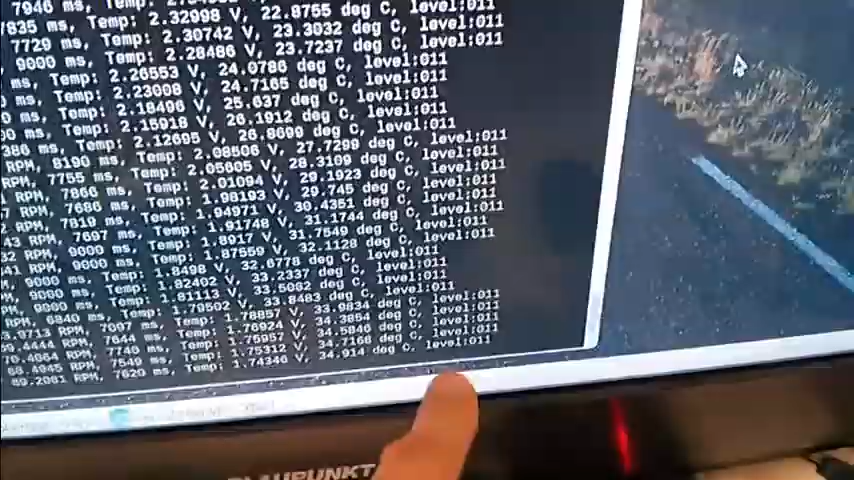 7946 ms, Temp:
7835 ms, Temp: 2.32998 V, 22.8755 deg C, level:011
7729 ms, Temp: 2.30742 V, 23.3032 deg C, level:011
9000 ms, Temp: 2.28486 V, 23.7237 deg C, level:011
ms, Temp: 2.26553 V, 24.0786 deg C, level:011
ms, Temp: 2.23008 V, 24.7165 deg C, level:011
ms, Temp: 2.18496 V, 25.637 deg C, level:011
ms, Temp: 2.15918 V, 26.1912 deg C, level:011
ms, Temp: 2.12695 V, 26.8609 deg C, level:011
RPM, 8190 ms, Temp: 2.08506 V, 27.7299 deg C, level:011
RPM, 7755 ms, Temp: 2.05605 V, 28.3109 deg C, level:011
RPM, 7866 ms, Temp: 2.01094 V, 29.1923 deg C, level:011
RPM, 7686 ms, Temp: 1.98193 V, 29.745 deg C, level:011
RPM, 7819 ms, Temp: 1.94971 V, 30.4351 deg C, level:011
RPM, 7697 ms, Temp: 1.91748 V, 31.1744 deg C, level:011
RPM, 9000 ms, Temp: 1.8917 V, 31.7549 deg C, level:011
RPM, 9000 ms, Temp: 1.87559 V, 32.1128 deg C, level:011
RPM, 9000 ms, Temp: 1.8498 V, 32.6778 deg C, level:011
RPM, 9000 ms, Temp: 1.82402 V, 33.2337 deg C, level:011
RPM, 9000 ms, Temp: 1.81113 V, 33.5062 deg C, level:011
RPM, 6840 ms, Temp: 1.79502 V, 33.8483 deg C, level:011
RPM, 7097 ms, Temp: 1.78857 V, 33.9834 deg C, level:011
RPM, 7644 ms, Temp: 1.76924 V, 34.3854 deg C, level:011
RPM, 7749 ms, Temp: 1.75957 V, 34.5846 deg C, level:011
RPM, 7549 ms, Temp: 1.75312 V, 34.7168 deg C, level:011
RPM, 7629 ms, Temp: 1.74346 V, 34.914 deg C, level:011
BLAUPUNKT